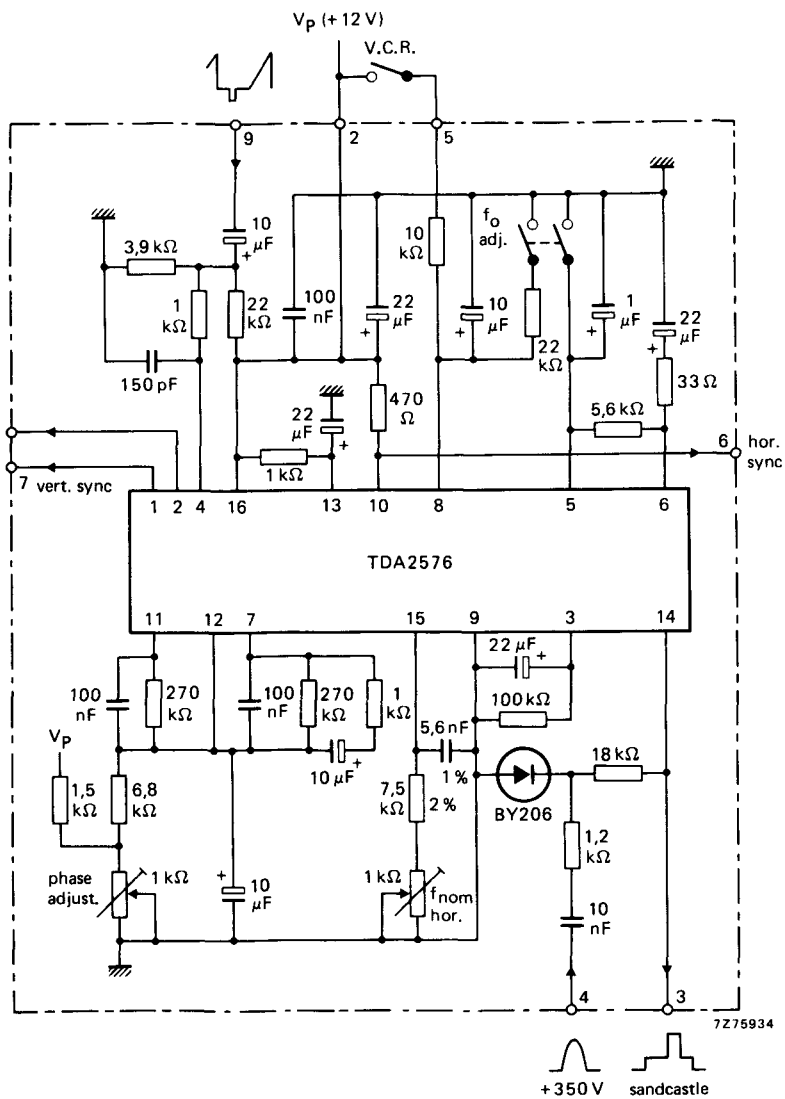 Vp (+ 12 V)
V.C.R.
9
2
5
10
µF
+
3,9 kΩ
1
kΩ
22
kΩ
100
nF
22
µF
+
10
kΩ
10
µF
+
fo
adj.
22
kΩ
1
µF
+
22
µF
+
150 pF
470
Ω
33 Ω
22
µF
+
5,6 kΩ
1 kΩ
6
hor.
sync
7
vert. sync
1
2
4
16
13
10
8
5
6
TDA2576
11
12
7
15
9
3
14
22 µF
+
100 kΩ
100
nF
270
kΩ
100
nF
270
kΩ
1
kΩ
10 µF
+
5,6 nF
1 %
18 kΩ
BY206
Vp
1,5
kΩ
6,8
kΩ
7,5
kΩ
2 %
1,2
kΩ
phase
adjust.
1 kΩ
+
10
µF
1 kΩ
fnom
hor.
10
nF
4
3
7Z75934
+ 350 V
sandcastle